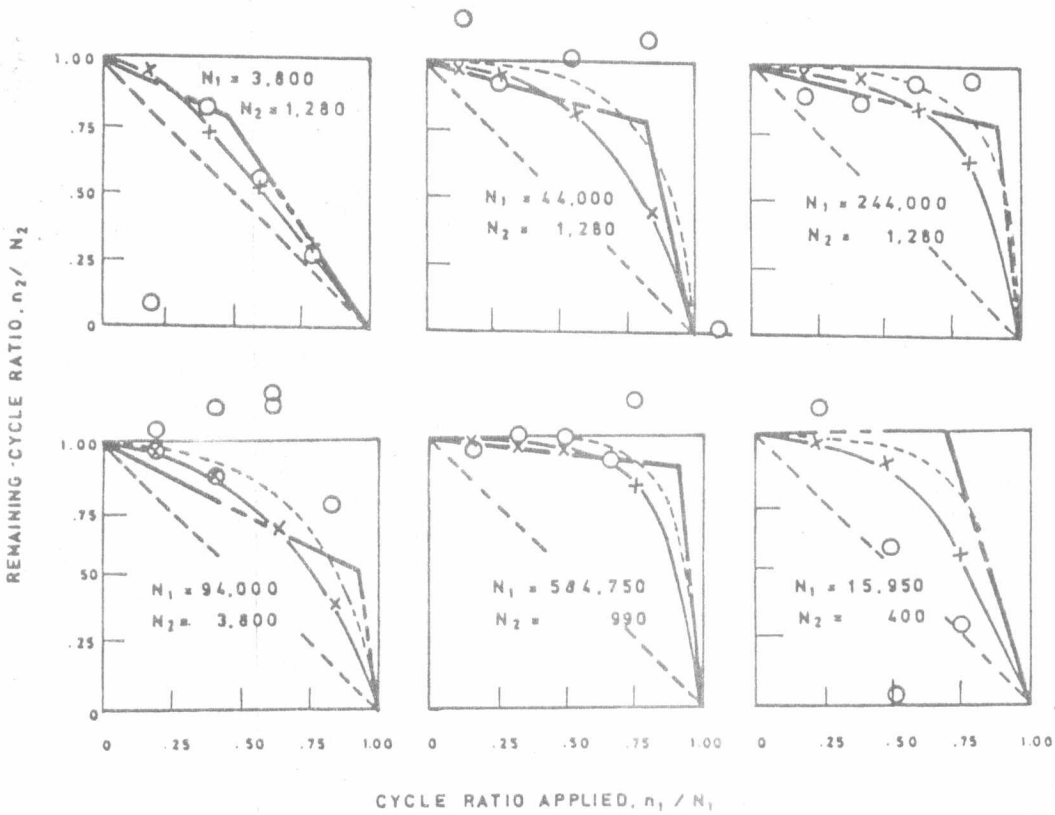 REMAINING CYCLE RATIO, n2/ N2
1.00
.75
.50
.25
0
N1 = 3,800
N2 = 1,280
N1 = 44,000
N2 = 1,280
N1 = 244,000
N2 = 1,280
1.00
.75
.50
.25
0
N1 = 94,000
N2 = 3,800
N1 = 584,750
N2 = 990
N1 = 15,950
N2 = 400
0 .25 .50 .75 1.00
0 .25 .50 .75 1.00
0 .25 .50 .75 1.00
CYCLE RATIO APPLIED, n1 / N1